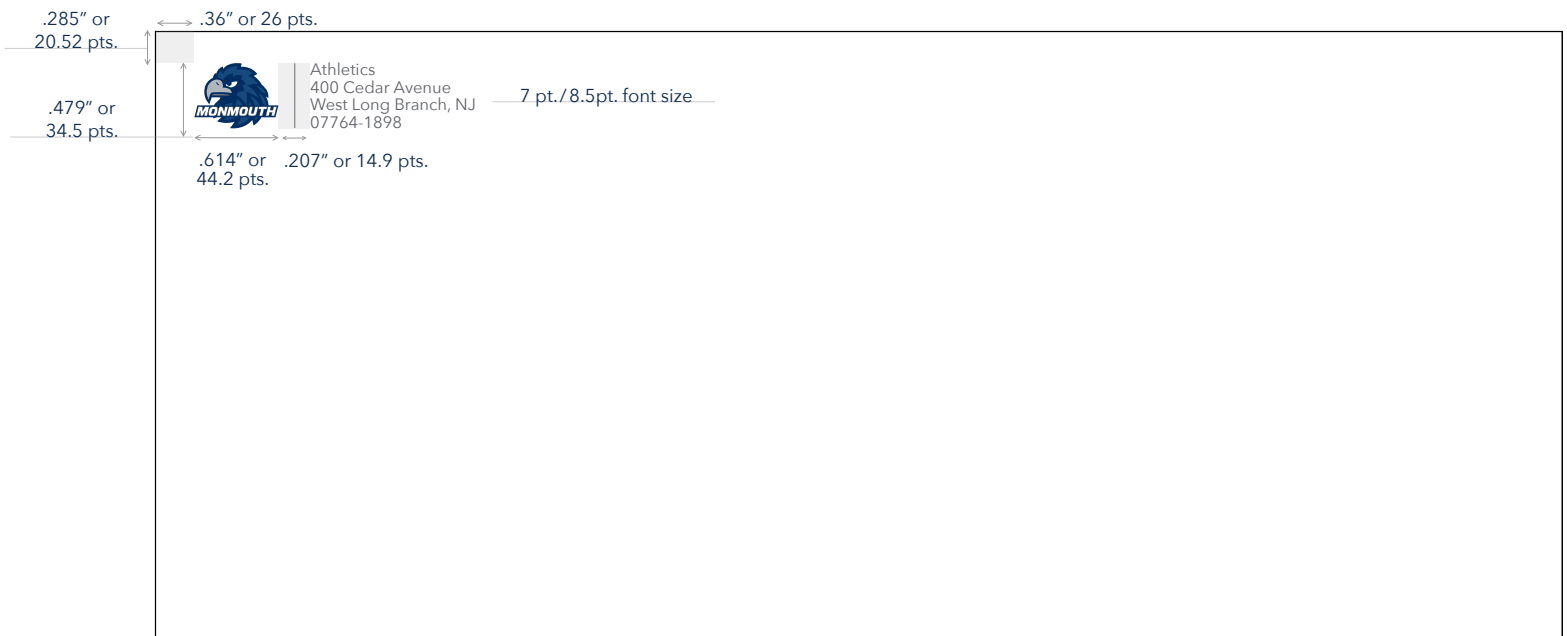 .285” or
20.52 pts.
.36” or 26 pts.
.479” or
34.5 pts.
MONMOUTH
Athletics
400 Cedar Avenue
West Long Branch, NJ
07764-1898
7 pt./8.5pt. font size
.614” or
44.2 pts.
.207” or 14.9 pts.